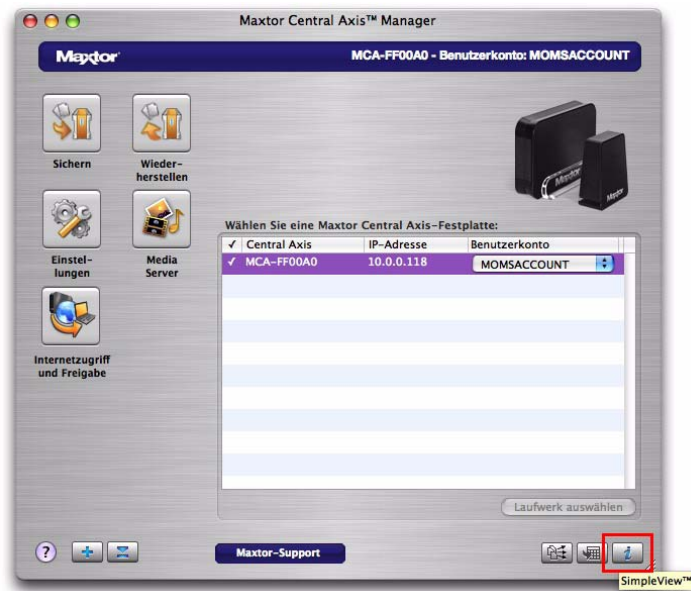 Maxtor Central Axis™ Manager
Maxtor
MCA-FF00A0 - Benutzerkonto: MOMSACCOUNT
Sichern
Wieder-
herstellen
Einstel-
lungen
Media
Server
Internetzugriff
und Freigabe
Maxtor
Maxtor
Wählen Sie eine Maxtor Central Axis-Festplatte:
✓ Central Axis IP-Adresse Benutzerkonto
✓ MCA-FF00A0 10.0.0.118 MOMSACCOUNT
Laufwerk auswählen
? Maxtor-Support i
SimpleView™